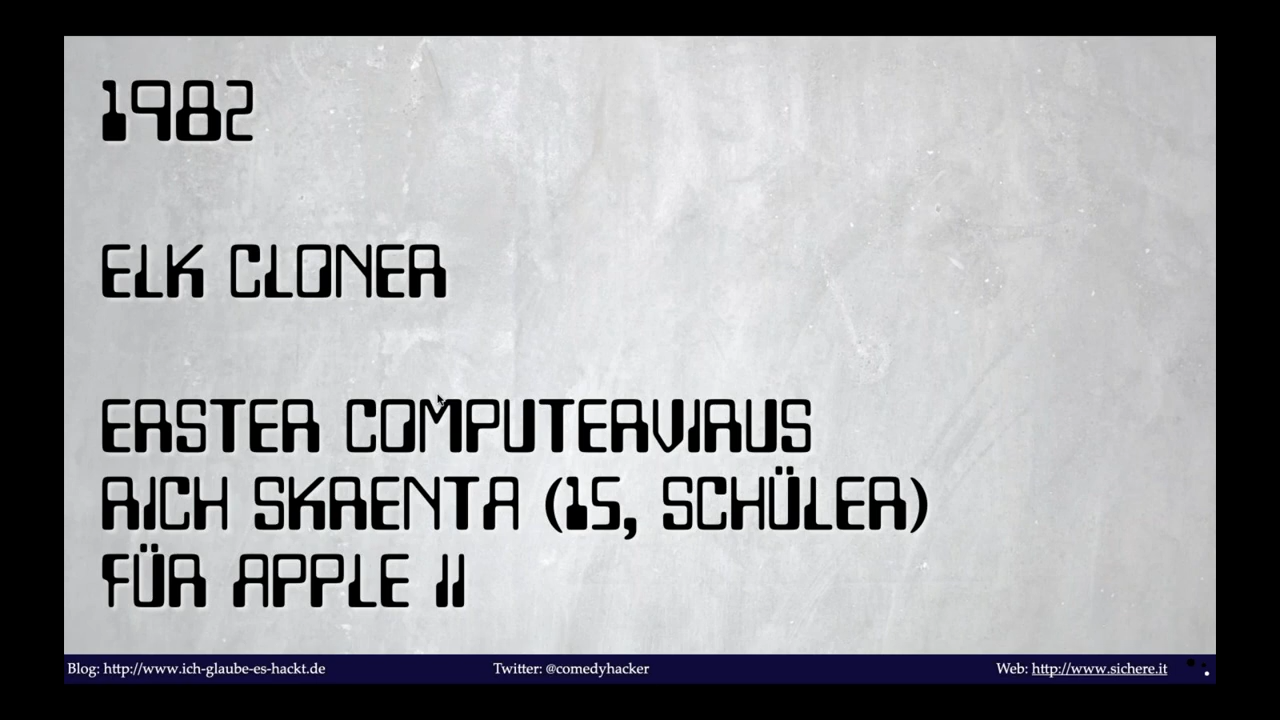 1982
ELK CLONER
ERSTER COMPUTERVIRUS
RICH SKRENTA (15, SCHÜLER)
FÜR APPLE II
Blog: http://www.ich-glaube-es-hackt.de Twitter: @comedyhacker Web: http://www.sichere.it